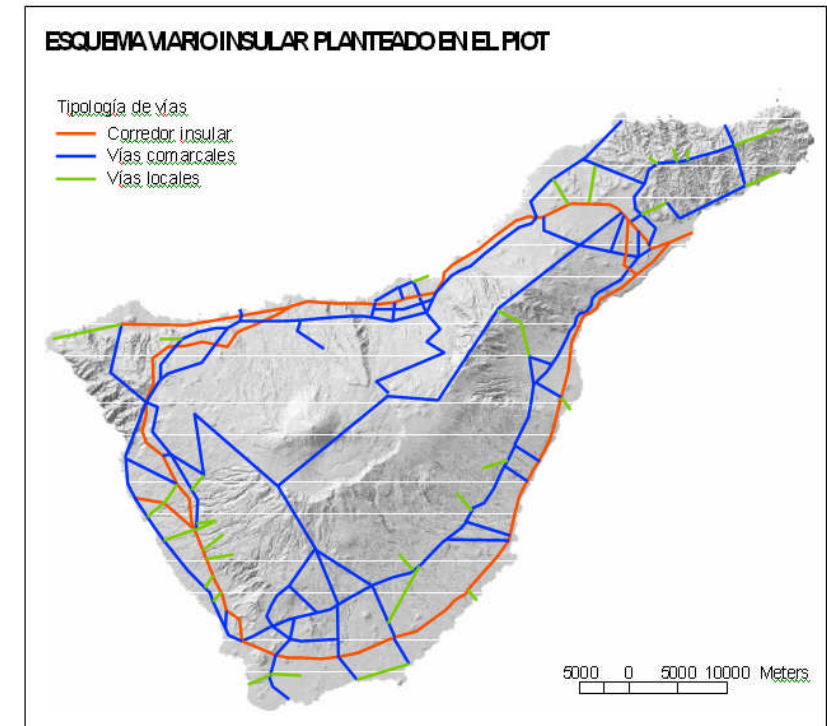 ESQUEMA VIARIO INSULAR PLANTEADO EN EL PIOT
Tipología de vías
Corredor insular
Vías comarcales
Vías locales
5000 0 5000 10000 Meters